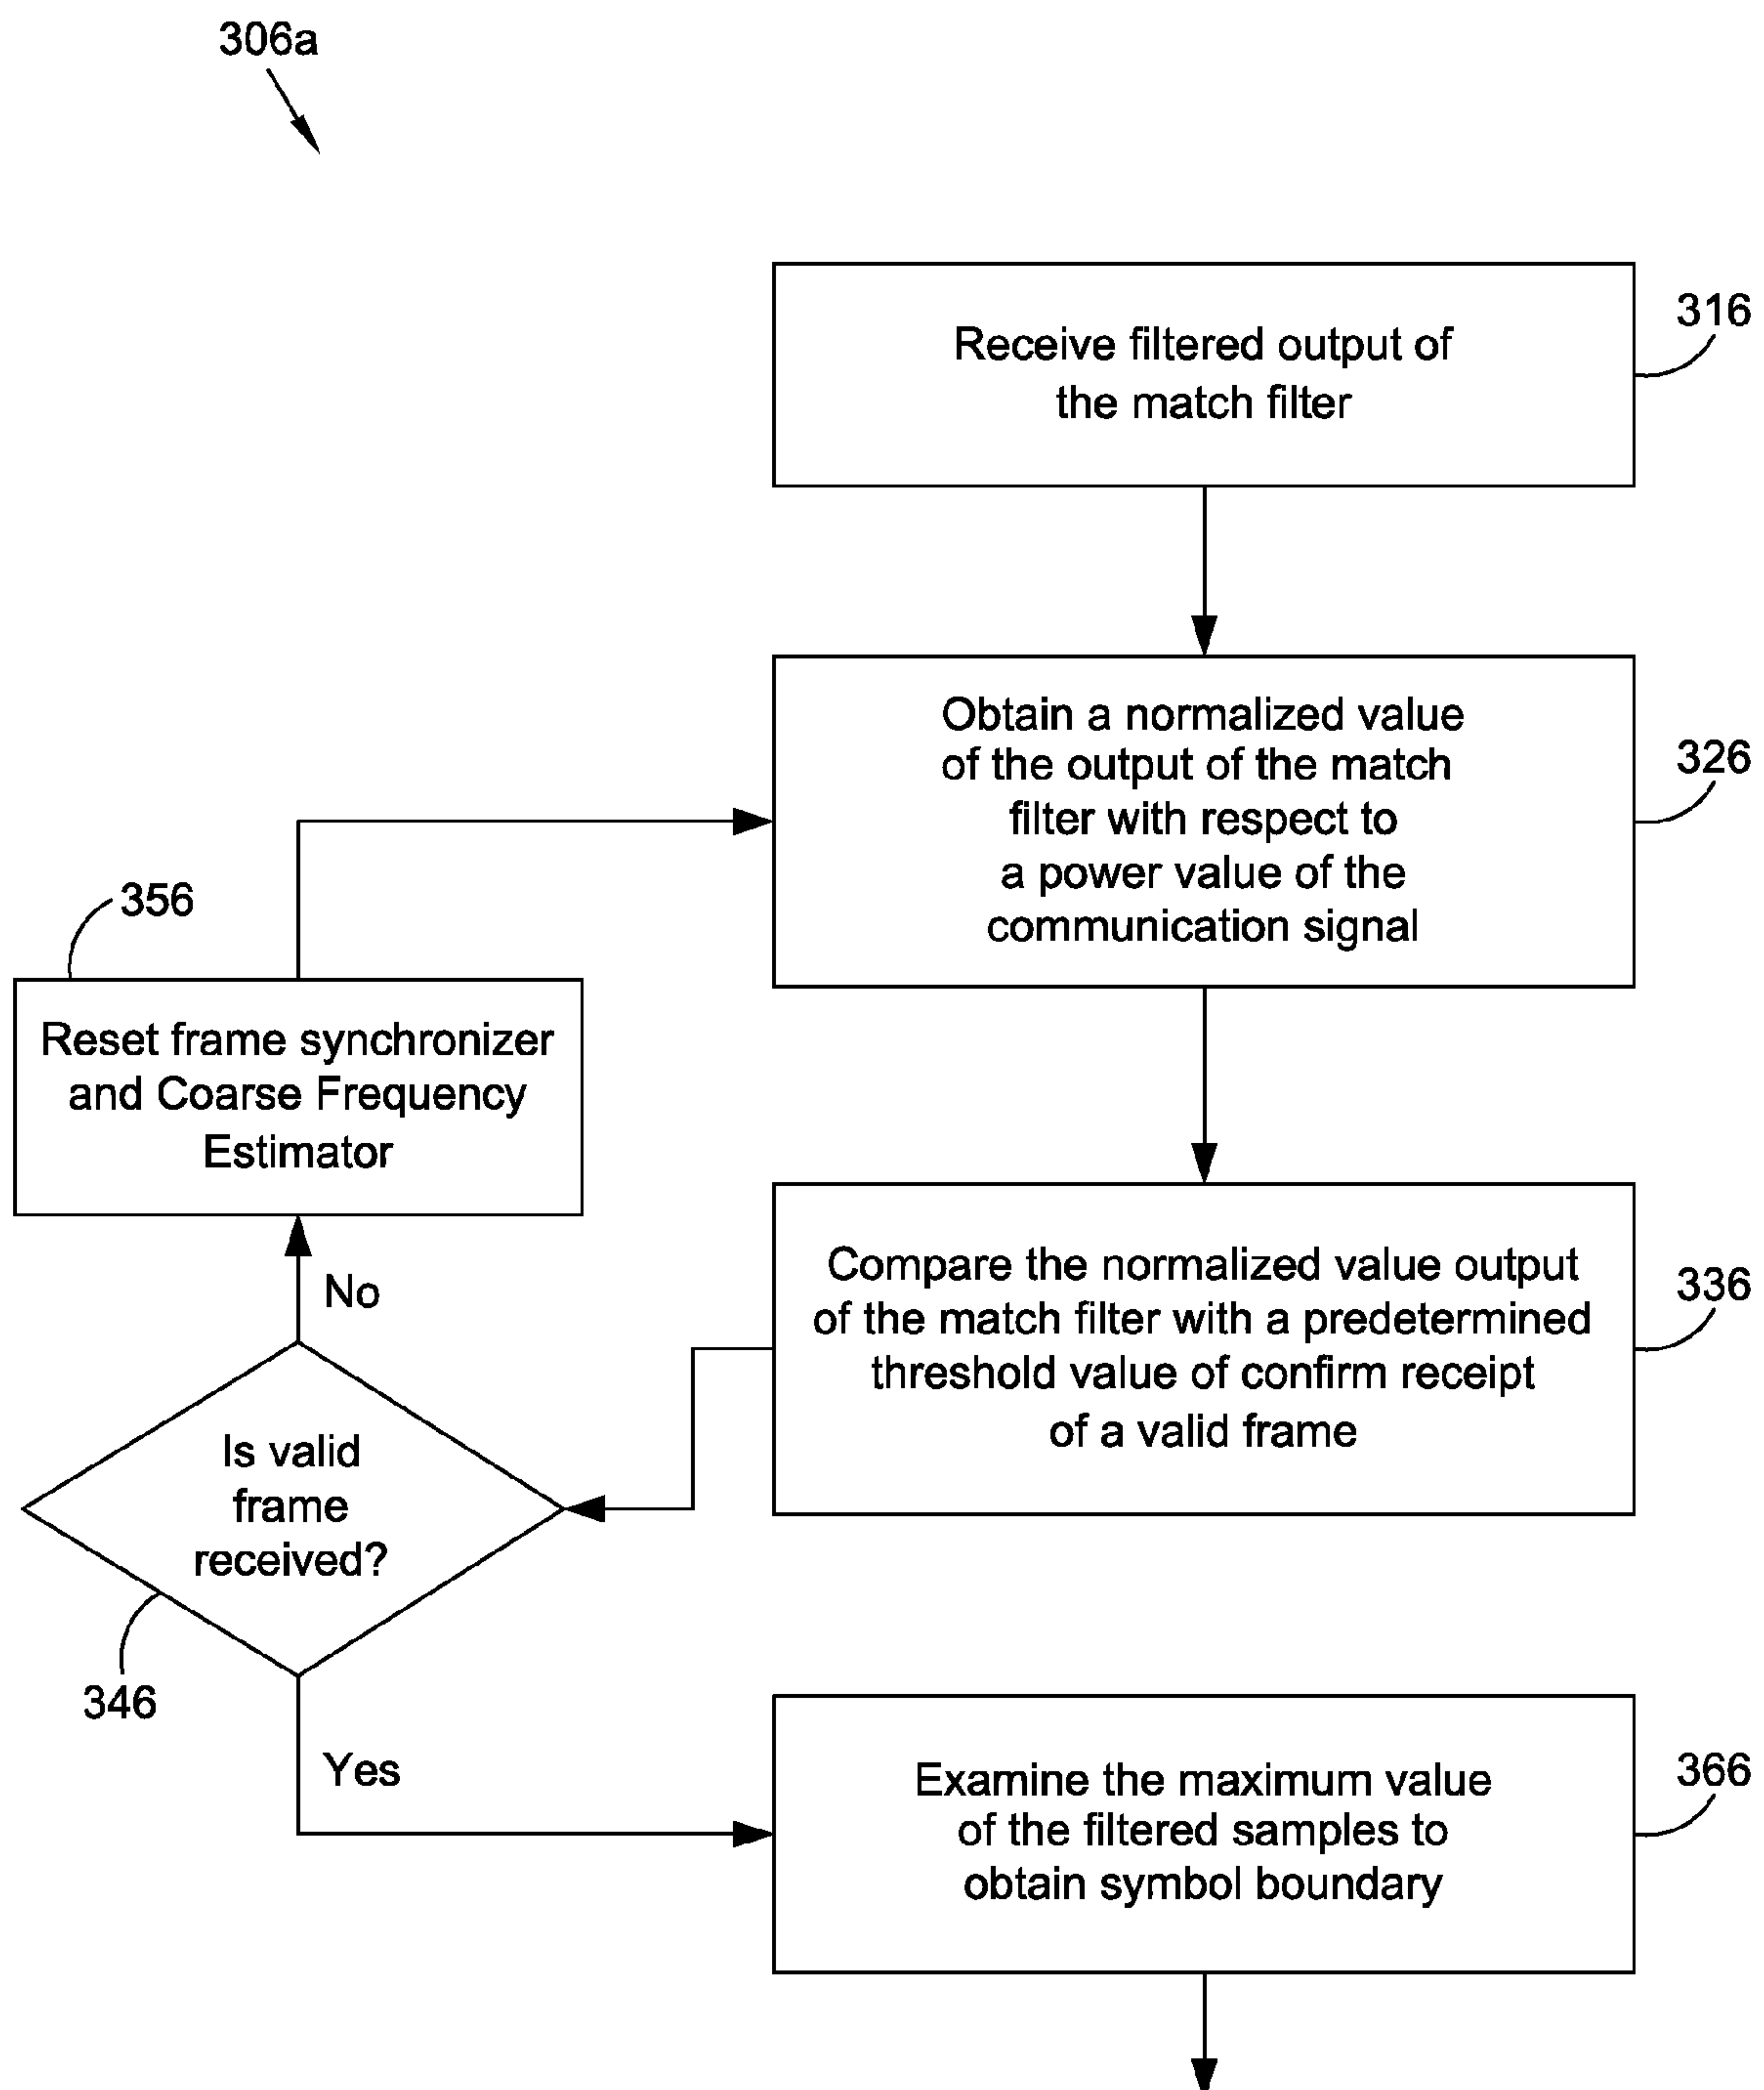 306a
Receive filtered output of
the match filter
316
Obtain a normalized value
of the output of the match
filter with respect to
a power value of the
communication signal
326
356
Reset frame synchronizer
and Coarse Frequency
Estimator
Compare the normalized value output
of the match filter with a predetermined
threshold value of confirm receipt
of a valid frame
336
No
Is valid
frame
received?
346
Yes
Examine the maximum value
of the filtered samples to
obtain symbol boundary
366